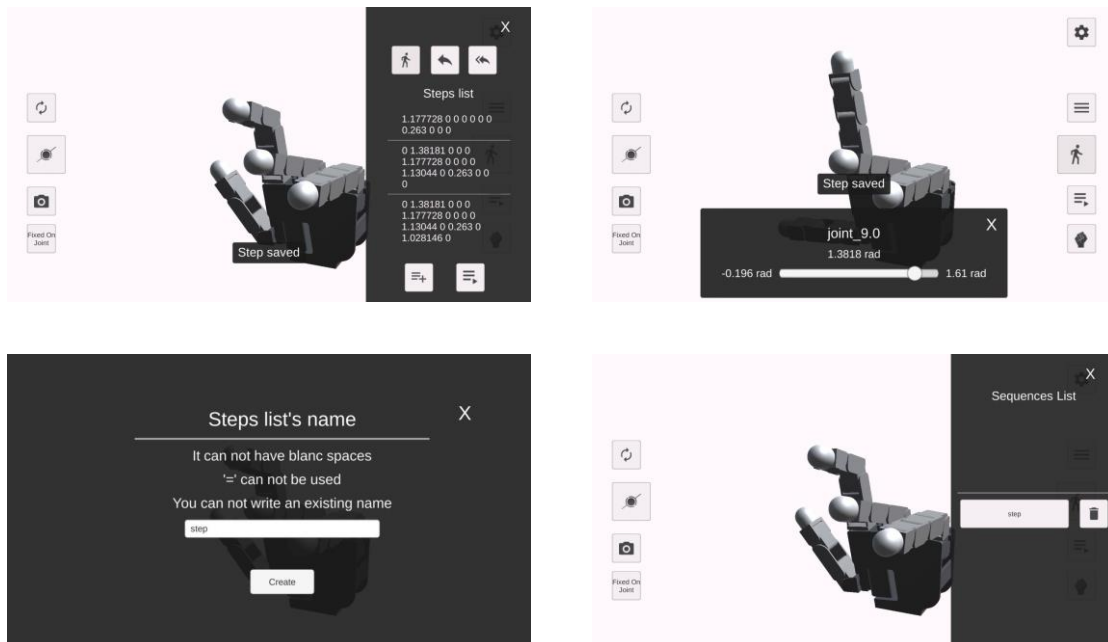 X
Steps list
1.177728 0 0 0 0 0 0
0.263 0 0 0
0 1.38181 0 0 0
1.177728 0 0 0 0
1.13044 0 0.263 0 0
0
0 1.38181 0 0 0
1.177728 0 0 0 0
1.13044 0 0.263 0 0
1.028146 0
Fixed On
Joint
Step saved
Step saved
X
joint_9.0
1.3818 rad
-0.196 rad
1.61 rad
Fixed On
Joint
Steps list's name
X
It can not have blanc spaces
'=' can not be used
You can not write an existing name
step
Create
X
Sequences List
step
Fixed On
Joint